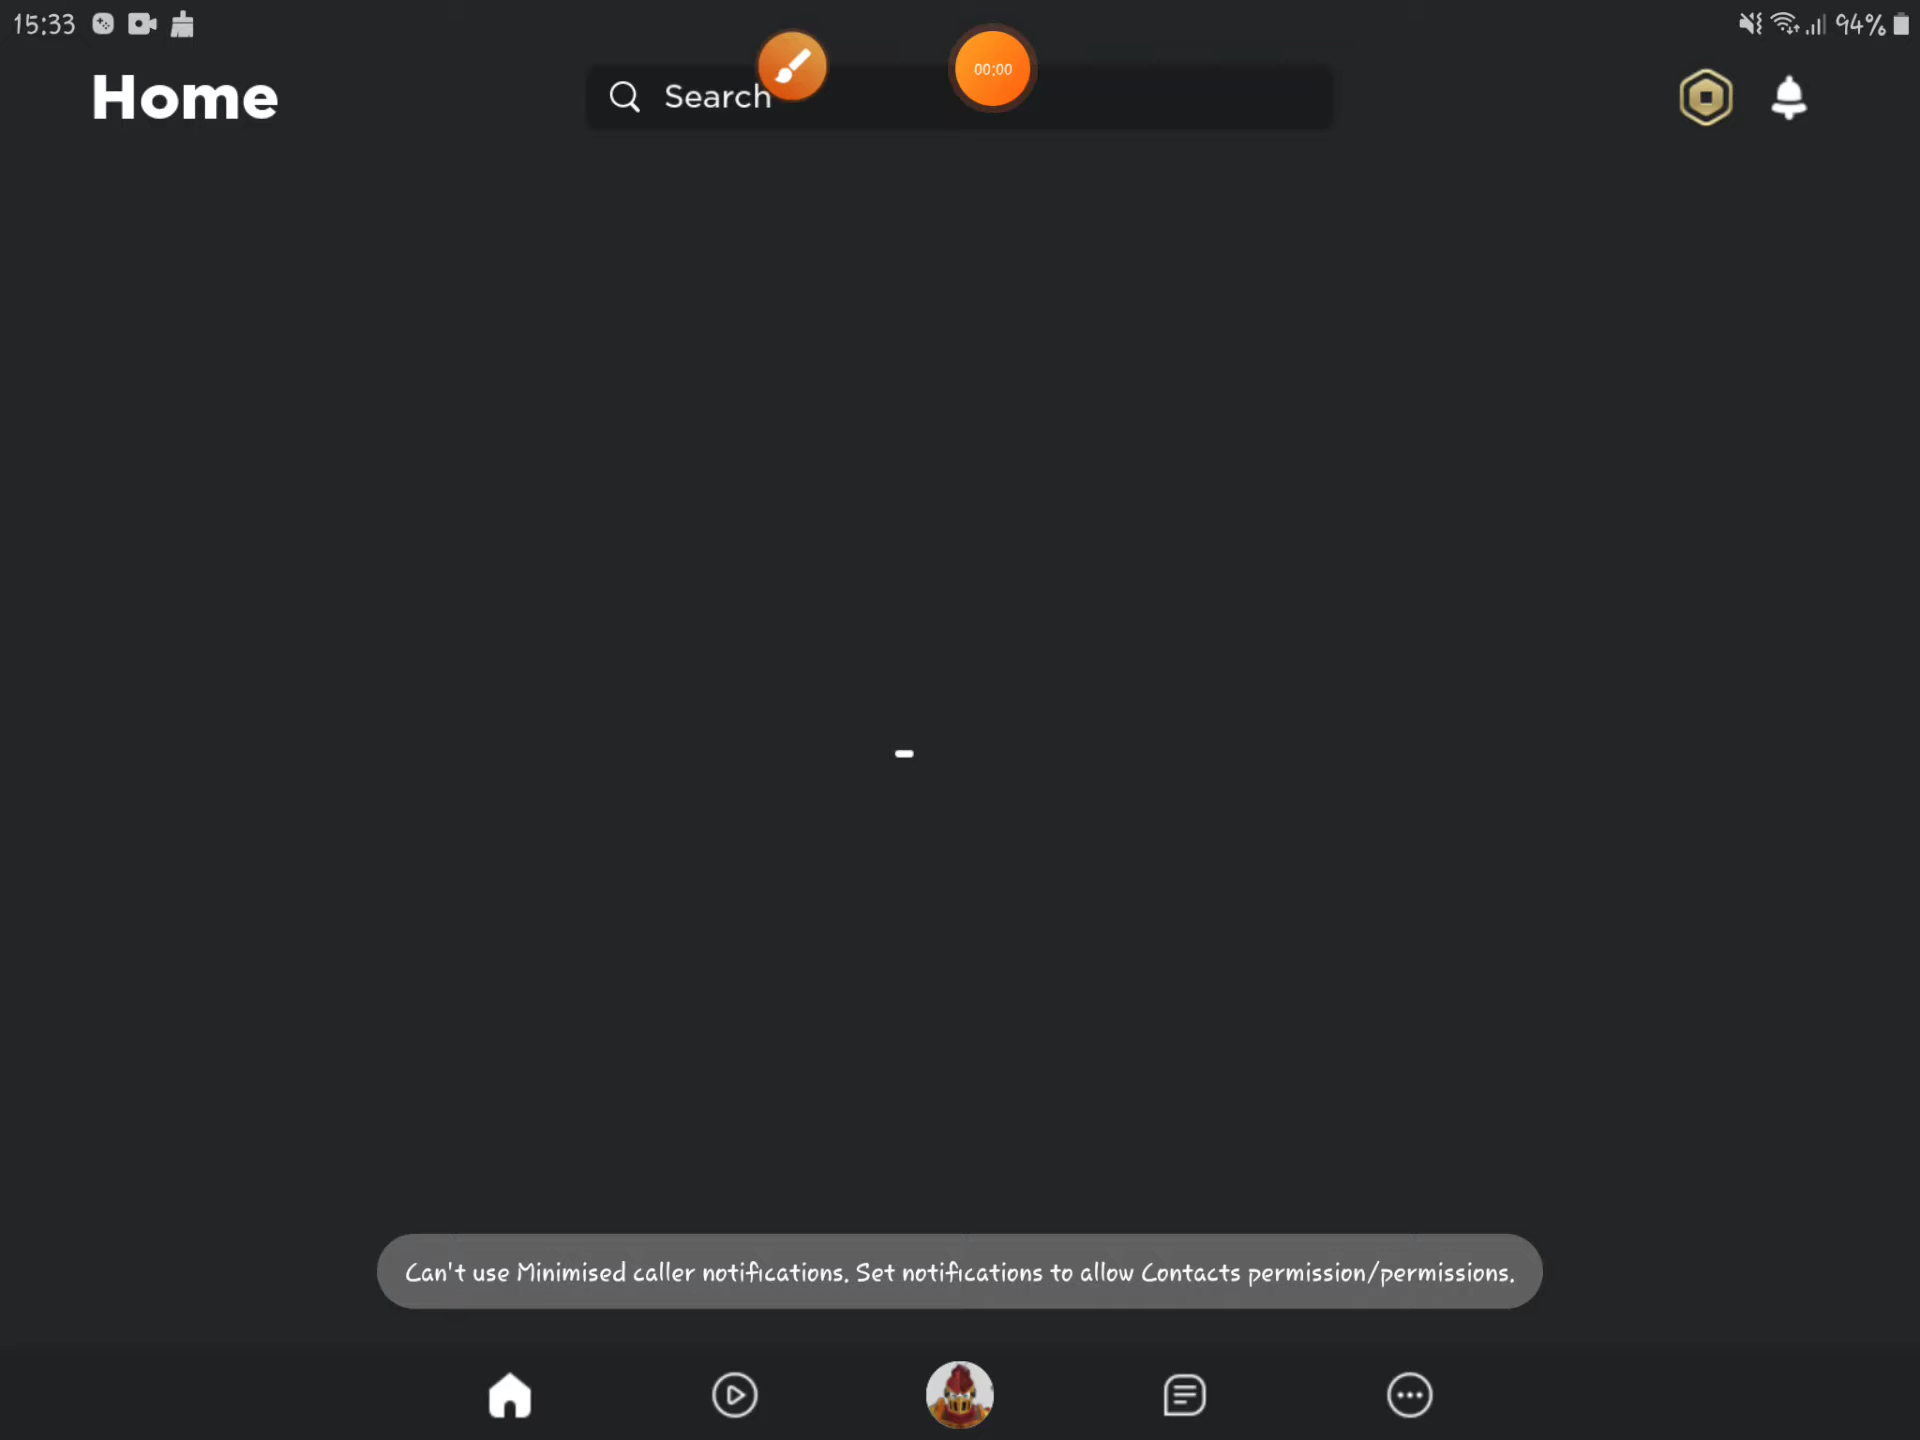 15:33
94%
00:00
Home
Search
Can't use Minimised caller notifications. Set notifications to allow Contacts permission/permissions.